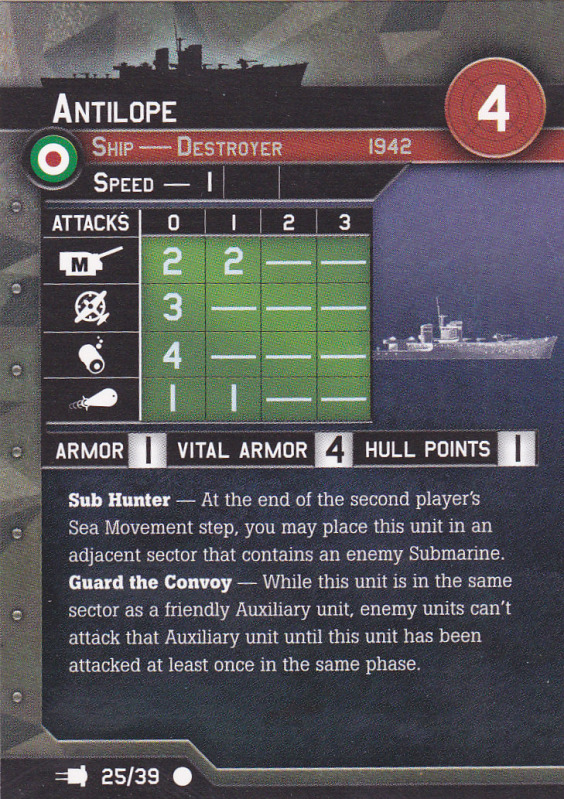 ANTILOPE
4
SHIP — DESTROYER 1942
SPEED — 1
ATTACKS 0 1 2 3
M 2 2 — —
3 — — —
4 — — —
1 1 — —
ARMOR 1 VITAL ARMOR 4 HULL POINTS 1
Sub Hunter — At the end of the second player's
Sea Movement step, you may place this unit in an
adjacent sector that contains an enemy Submarine.
Guard the Convoy — While this unit is in the same
sector as a friendly Auxiliary unit, enemy units can't
attack that Auxiliary unit until this unit has been
attacked at least once in the same phase.
25/39